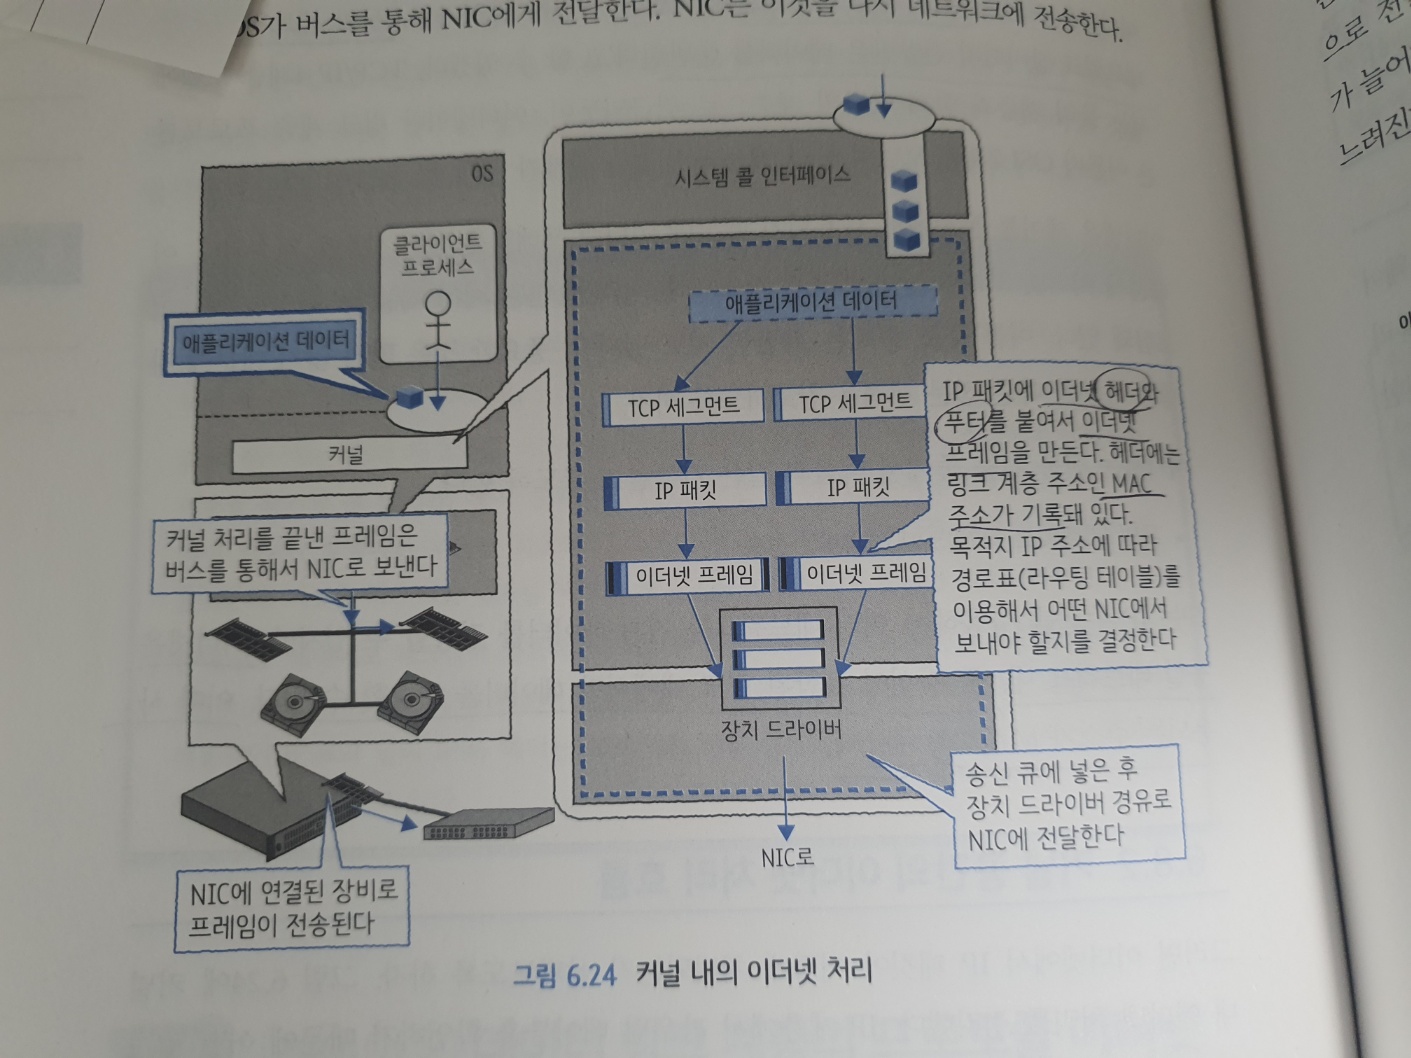 OS가 버스를 통해 NIC에게 전달한다. NIC는 이것을 다시 네트워크에 전송한다.
OS
클라이언트
프로세스
애플리케이션 데이터
커널
커널 처리를 끝낸 프레임은
버스를 통해서 NIC로 보낸다
NIC에 연결된 장비로
프레임이 전송된다
시스템 콜 인터페이스
애플리케이션 데이터
TCP 세그먼트
TCP 세그먼트
IP 패킷
IP 패킷
이더넷 프레임
이더넷 프레임
장치 드라이버
NIC로
IP 패킷에 이더넷 헤더와
푸터를 붙여서 이더넷
프레임을 만든다. 헤더에는
링크 계층 주소인 MAC
주소가 기록돼 있다.
목적지 IP 주소에 따라
경로표(라우팅 테이블)를
이용해서 어떤 NIC에서
보내야 할지를 결정한다
송신 큐에 넣은 후
장치 드라이버 경유로
NIC에 전달한다
그림 6.24 커널 내의 이더넷 처리
으로
가 늘어
느려진